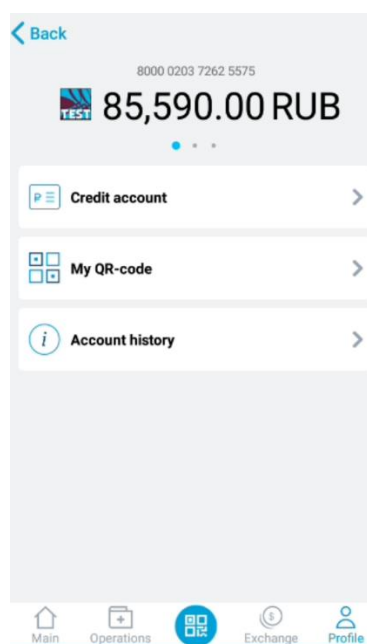 Back
8000 0203 7262 5575
TEST 85,590.00 RUB
₽
Credit account
My QR-code
i Account history
Main Operations $ Exchange Profile